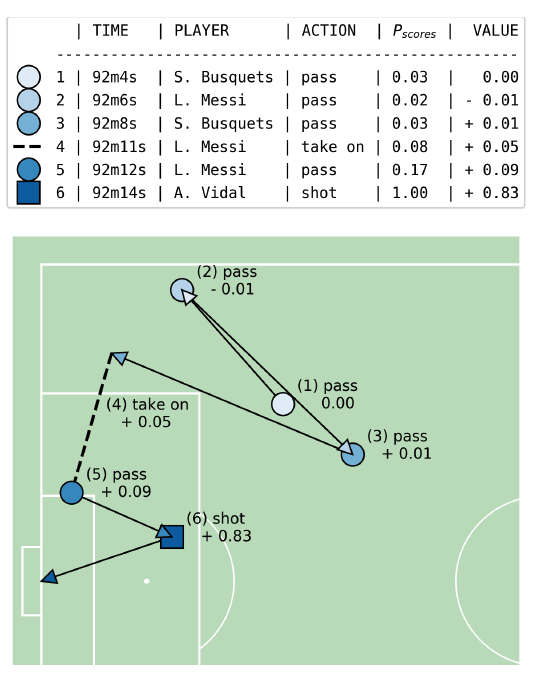 | TIME | PLAYER | ACTION | P_scores | VALUE
---------------------------------------------------------
1 | 92m4s | S. Busquets | pass | 0.03 | 0.00
2 | 92m6s | L. Messi | pass | 0.02 | - 0.01
3 | 92m8s | S. Busquets | pass | 0.03 | + 0.01
4 | 92m11s | L. Messi | take on | 0.08 | + 0.05
5 | 92m12s | L. Messi | pass | 0.17 | + 0.09
6 | 92m14s | A. Vidal | shot | 1.00 | + 0.83
(2) pass
- 0.01
(1) pass
0.00
(4) take on
+ 0.05
(3) pass
+ 0.01
(5) pass
+ 0.09
(6) shot
+ 0.83